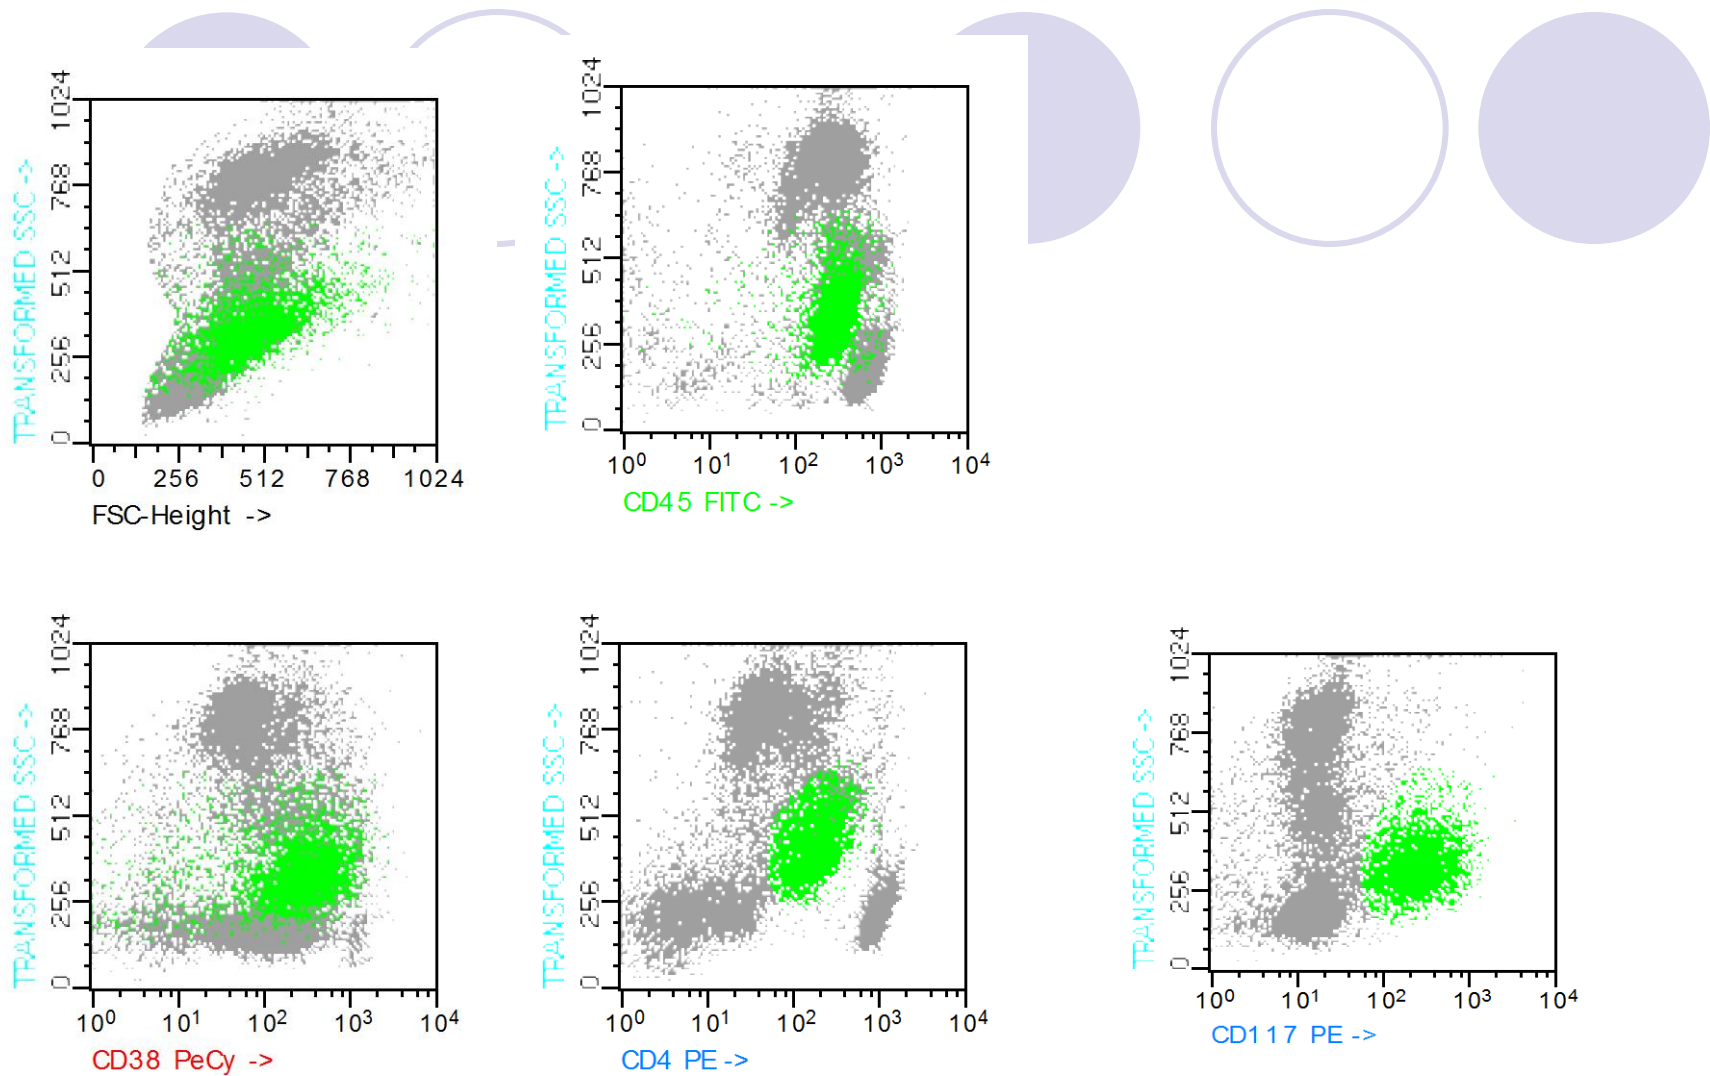 TRANSFORMED SSC ->
0 256 512 768 1024
0 256 512 768 1024
FSC-Height ->
TRANSFORMED SSC ->
0 256 512 768 1024
10⁰ 10¹ 10² 10³ 10⁴
CD45 FITC ->
TRANSFORMED SSC ->
0 256 512 768 1024
10⁰ 10¹ 10² 10³ 10⁴
CD38 PeCy ->
TRANSFORMED SSC ->
0 256 512 768 1024
10⁰ 10¹ 10² 10³ 10⁴
CD4 PE ->
TRANSFORMED SSC ->
0 256 512 768 1024
10⁰ 10¹ 10² 10³ 10⁴
CD117 PE ->